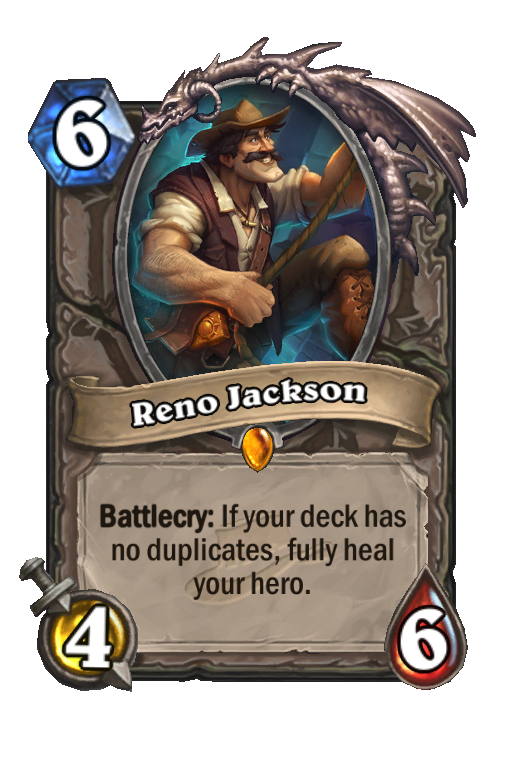 6
Reno Jackson
Battlecry: If your deck has
no duplicates, fully heal
your hero.
4
6